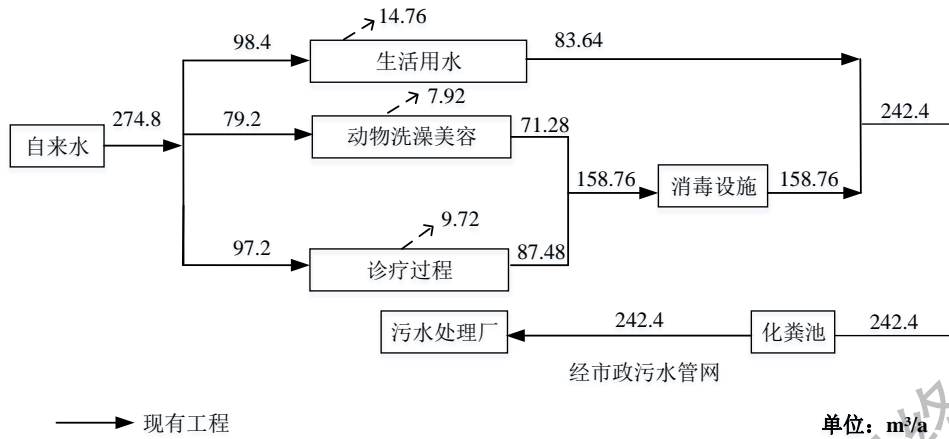 14.76
98.4
生活用水
83.64
7.92
274.8
79.2
动物洗澡美容
71.28
242.4
自来水
158.76
消毒设施
158.76
9.72
97.2
诊疗过程
87.48
污水处理厂
242.4
化粪池
242.4
经市政污水管网
现有工程
单位：m³/a